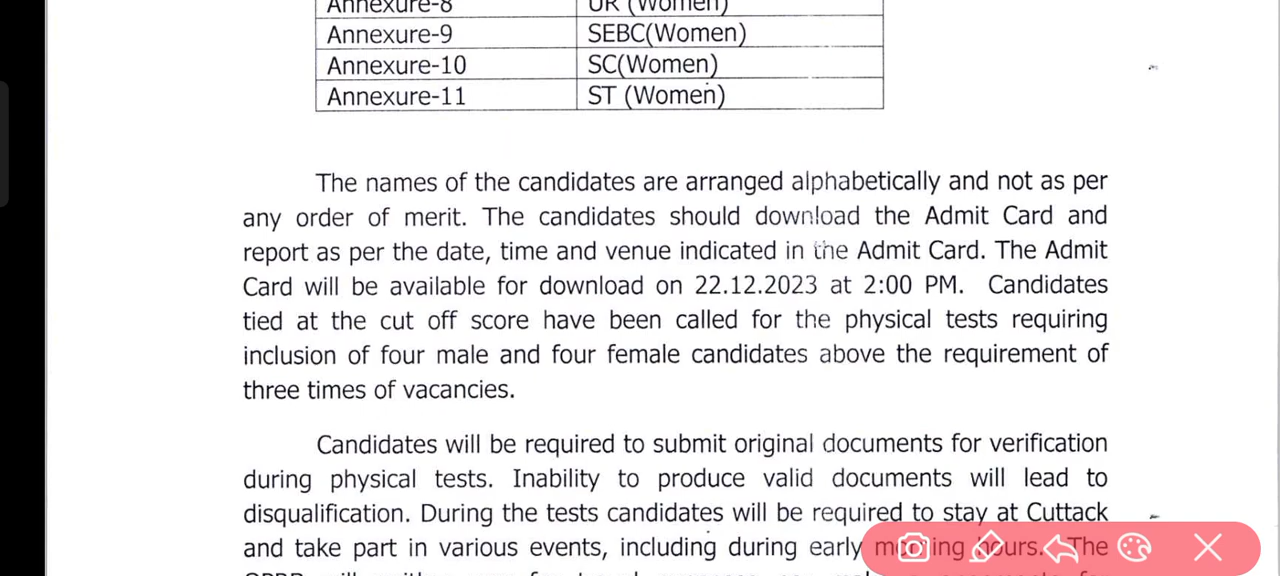 Annexure-8 UR (Women)
Annexure-9 SEBC(Women)
Annexure-10 SC(Women)
Annexure-11 ST (Women)
The names of the candidates are arranged alphabetically and not as per
any order of merit. The candidates should download the Admit Card and
report as per the date, time and venue indicated in the Admit Card. The Admit
Card will be available for download on 22.12.2023 at 2:00 PM. Candidates
tied at the cut off score have been called for the physical tests requiring
inclusion of four male and four female candidates above the requirement of
three times of vacancies.
Candidates will be required to submit original documents for verification
during physical tests. Inability to produce valid documents will lead to
disqualification. During the tests candidates will be required to stay at Cuttack
and take part in various events, including during early morning hours. The